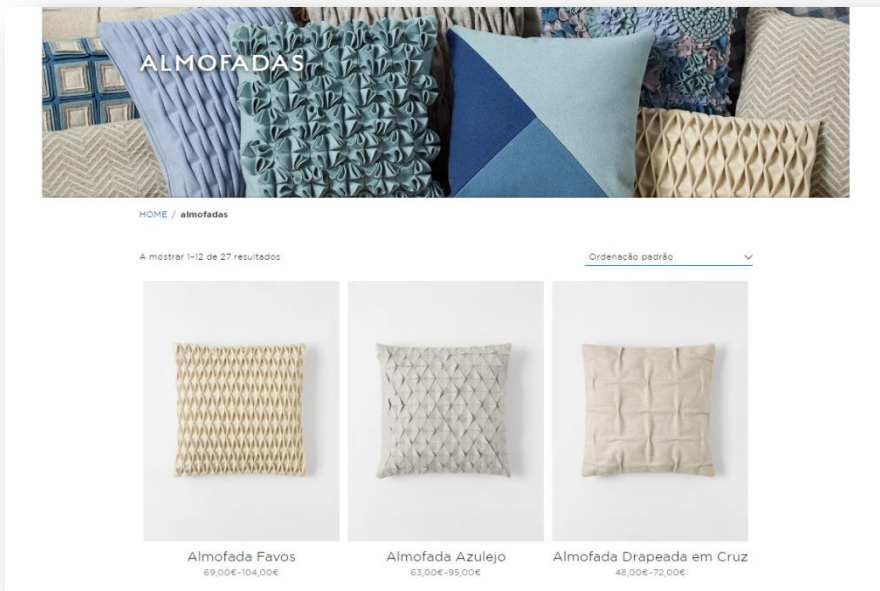 ALMOFADAS
HOME / almofadas
A mostrar 1–12 de 27 resultados
Ordenação padrão
Almofada Favos
69,00€–104,00€
Almofada Azulejo
63,00€–95,00€
Almofada Drapeada em Cruz
48,00€–72,00€